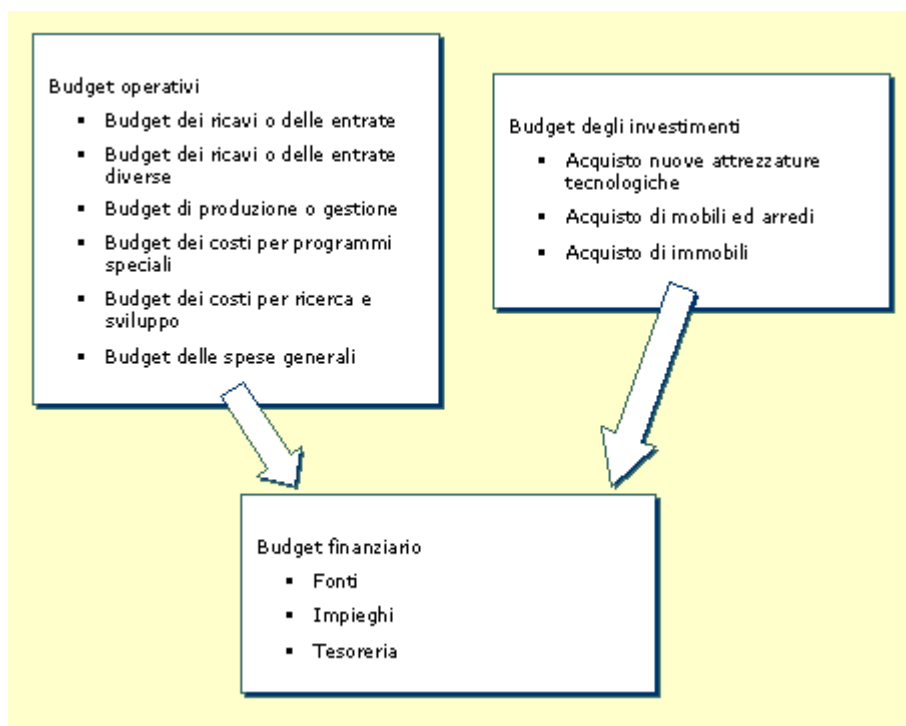 Budget operativi
▪ Budget dei ricavi o delle entrate
▪ Budget dei ricavi o delle entrate
diverse
▪ Budget di produzione o gestione
▪ Budget dei costi per programmi
speciali
▪ Budget dei costi per ricerca e
sviluppo
▪ Budget delle spese generali
Budget degli investimenti
▪ Acquisto nuove attrezzature
tecnologiche
▪ Acquisto di mobili ed arredi
▪ Acquisto di immobili
Budget finanziario
▪ Fonti
▪ Impieghi
▪ Tesoreria